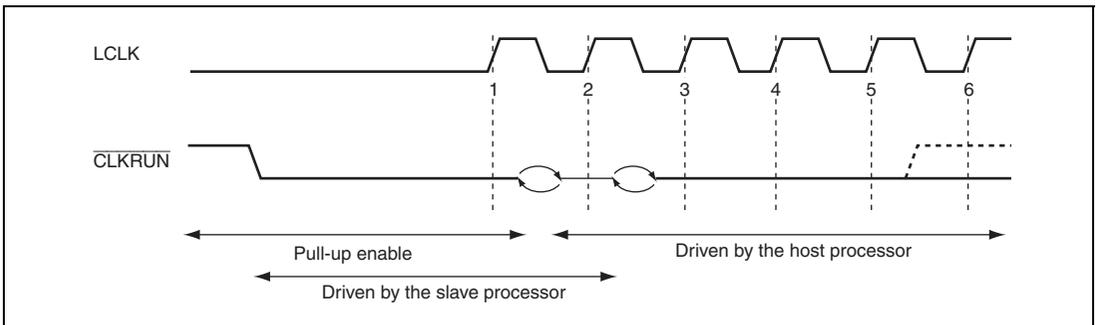 LCLK
1 2 3 4 5 6
CLKRUN
Pull-up enable
Driven by the host processor
Driven by the slave processor